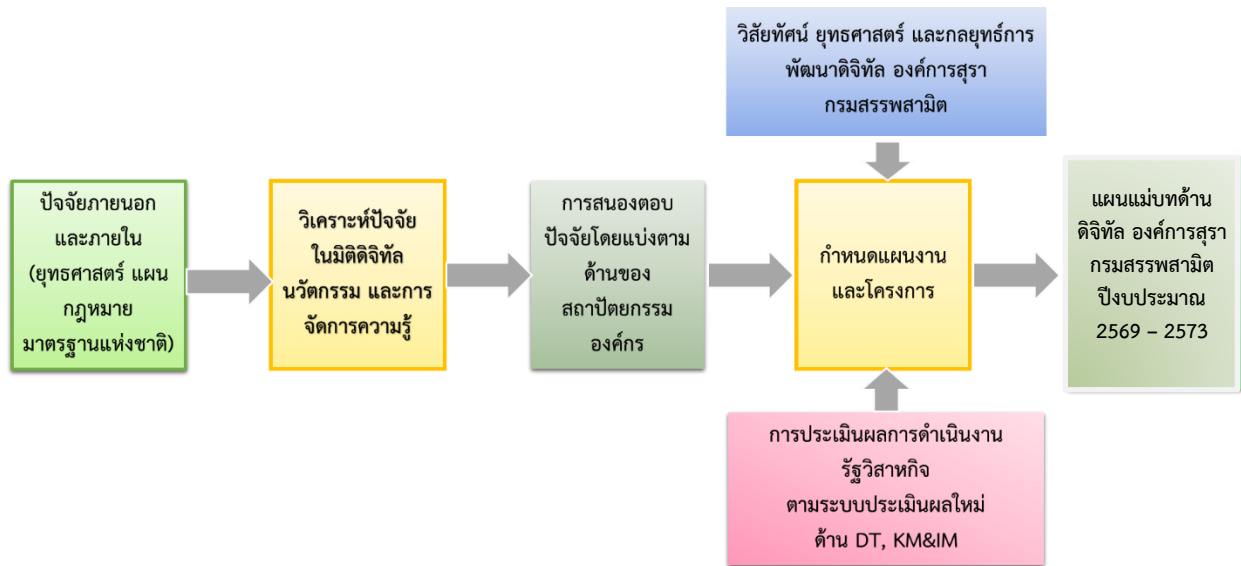 วิสัยทัศน์ ยุทธศาสตร์ และกลยุทธ์การ
พัฒนาดิจิทัล องค์การสุรา
กรมสรรพสามิต
ปัจจัยภายนอก
และภายใน
(ยุทธศาสตร์ แผน
กฎหมาย
มาตรฐานแห่งชาติ)
วิเคราะห์ปัจจัย
ในมิติดิจิทัล
นวัตกรรม และการ
จัดการความรู้
การสนองตอบ
ปัจจัยโดยแบ่งตาม
ด้านของ
สถาปัตยกรรม
องค์กร
กำหนดแผนงาน
และโครงการ
แผนแม่บทด้าน
ดิจิทัล องค์การสุรา
กรมสรรพสามิต
ปีงบประมาณ
2569 – 2573
การประเมินผลการดำเนินงาน
รัฐวิสาหกิจ
ตามระบบประเมินผลใหม่
ด้าน DT, KM&IM